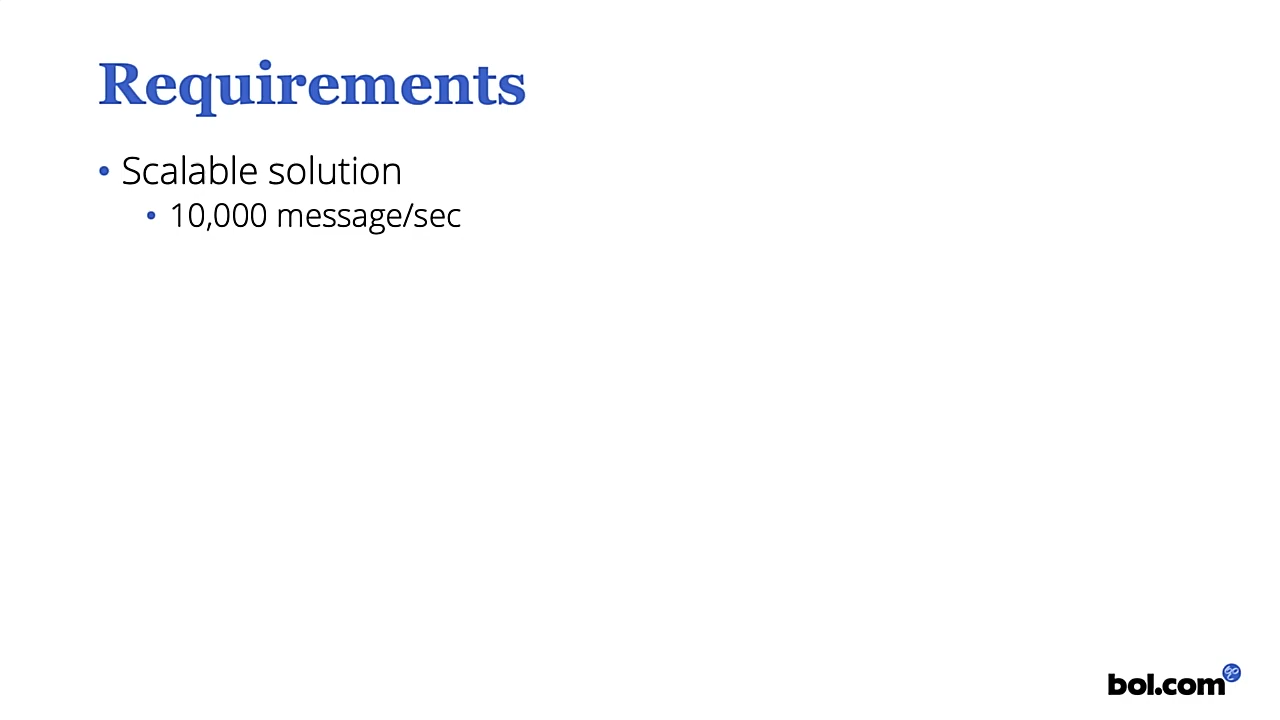 Requirements
• Scalable solution
• 10,000 message/sec
bol.com